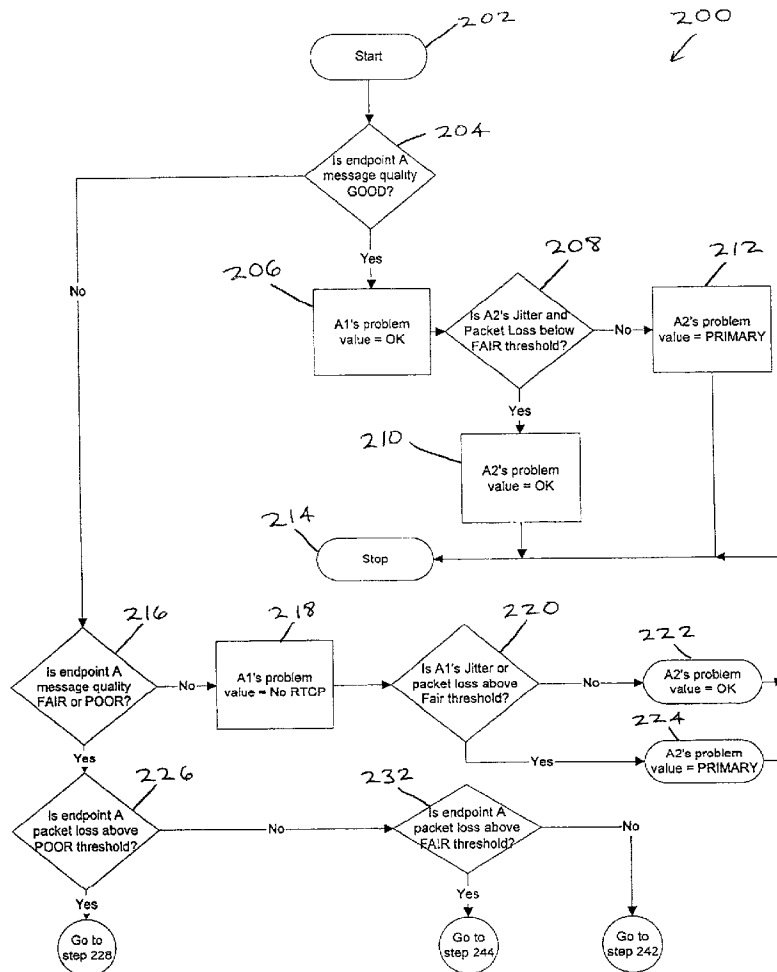 202
200
Start
204
Is endpoint A
message quality
GOOD?
Yes
No
206
208
212
A1's problem
value = OK
Is A2's Jitter and
Packet Loss below
FAIR threshold?
No
A2's problem
value = PRIMARY
Yes
210
A2's problem
value = OK
214
Stop
216
218
220
222
Is endpoint A
message quality
FAIR or POOR?
No
A1's problem
value = No RTCP
Is A1's Jitter or
packet loss above
Fair threshold?
No
A2's problem
value = OK
224
Yes
Yes
A2's problem
value = PRIMARY
226
232
Is endpoint A
packet loss above
POOR threshold?
No
Is endpoint A
packet loss above
FAIR threshold?
No
Yes
Yes
Go to
step 228
Go to
step 244
Go to
step 242